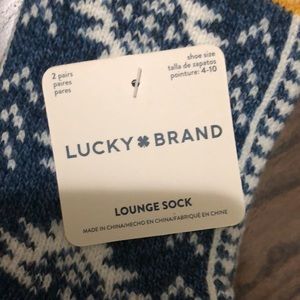 2 pairs
paires
pares
shoe size
talla de zapatos
pointure: 4-10
LUCKY BRAND
LOUNGE SOCK
MADE IN CHINA/HECHO EN CHINA/FABRIQUÉ EN CHINE